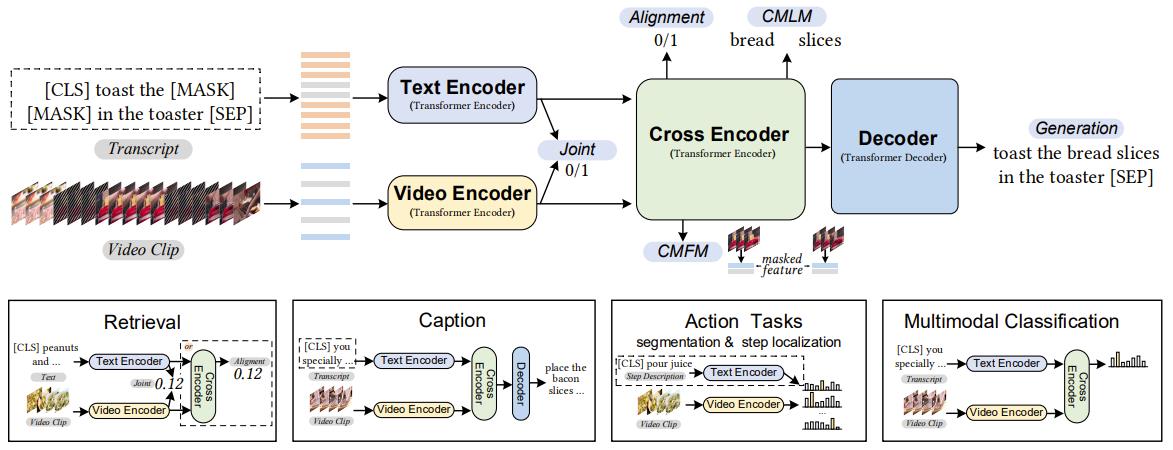 Alignment
0/1
CMLM
bread slices
[CLS] toast the [MASK]
[MASK] in the toaster [SEP]
Transcript
Text Encoder
(Transformer Encoder)
Joint
0/1
Video Encoder
(Transformer Encoder)
Video Clip
Cross Encoder
(Transformer Encoder)
Decoder
(Transformer Decoder)
Generation
toast the bread slices
in the toaster [SEP]
CMFM
masked
feature
Retrieval
[CLS] peanuts
and ...
Text
Text Encoder
Joint 0.12
Video Encoder
Video Clip
or
Cross
Encoder
Aligment
0.12
Caption
[CLS] you
specially ...
Transcript
Text Encoder
Video Encoder
Video Clip
Cross
Encoder
Decoder
place the
bacon
slices ...
Action Tasks
segmentation & step localization
[CLS] pour juice
Step Description
Text Encoder
Video Encoder
Video Clip
...
Multimodal Classification
[CLS] you
specially ...
Transcript
Text Encoder
Video Encoder
Video Clip
Cross
Encoder